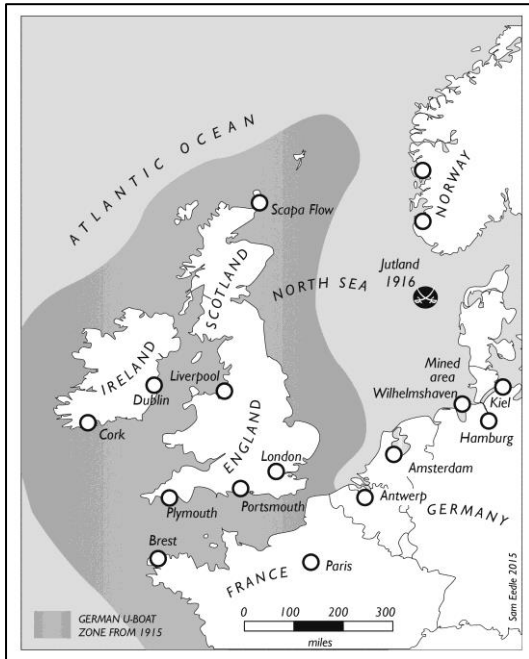 ATLANTIC OCEAN
NORWAY
Scapa Flow
SCOTLAND
NORTH SEA
Jutland
1916
IRELAND
Dublin
Liverpool
Mined
area
Wilhelmshaven
Kiel
Hamburg
Cork
ENGLAND
London
Amsterdam
Plymouth
Portsmouth
Antwerp
GERMANY
Brest
FRANCE
Paris
GERMAN U-BOAT
ZONE FROM 1915
0 100 200 300
miles
Sam Eedle 2015